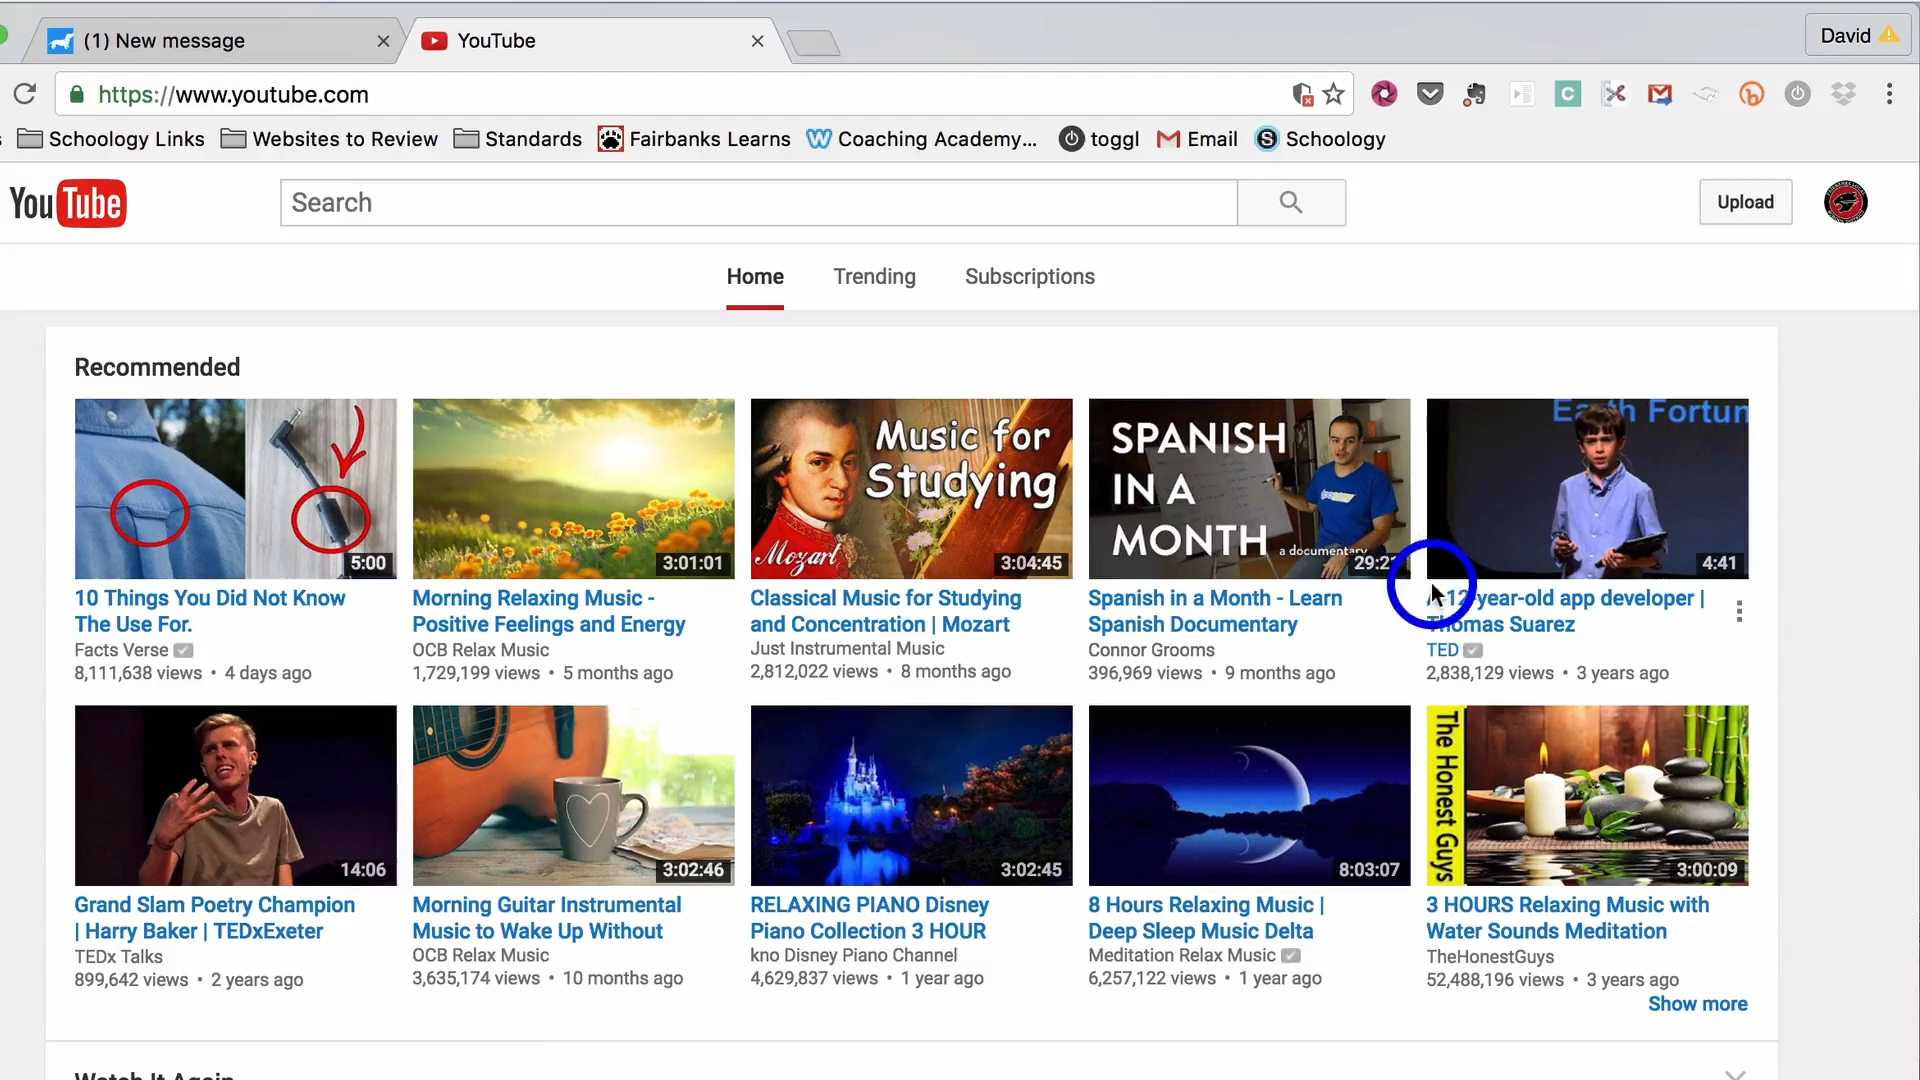 (1) New message
YouTube
David
https://www.youtube.com
Schoology Links
Websites to Review
Standards
Fairbanks Learns
Coaching Academy...
toggl
Email
Schoology
YouTube
Search
Upload
Home
Trending
Subscriptions
Recommended
5:00
3:01:01
Music for
Studying
Mozart
3:04:45
SPANISH
IN A
MONTH
a documentary
Earth Fortun
4:41
10 Things You Did Not Know
The Use For.
Facts Verse
8,111,638 views • 4 days ago
Morning Relaxing Music -
Positive Feelings and Energy
OCB Relax Music
1,729,199 views • 5 months ago
Classical Music for Studying
and Concentration | Mozart
Just Instrumental Music
2,812,022 views • 8 months ago
Spanish in a Month - Learn
Spanish Documentary
Connor Grooms
396,969 views • 9 months ago
A 12-year-old app developer |
Thomas Suarez
TED
2,838,129 views • 3 years ago
14:06
3:02:46
3:02:45
8:03:07
The Honest Guys
3:00:09
Grand Slam Poetry Champion
| Harry Baker | TEDxExeter
TEDx Talks
899,642 views • 2 years ago
Morning Guitar Instrumental
Music to Wake Up Without
OCB Relax Music
3,635,174 views • 10 months ago
RELAXING PIANO Disney
Piano Collection 3 HOUR
kno Disney Piano Channel
4,629,837 views • 1 year ago
8 Hours Relaxing Music |
Deep Sleep Music Delta
Meditation Relax Music
6,257,122 views • 1 year ago
3 HOURS Relaxing Music with
Water Sounds Meditation
TheHonestGuys
52,488,196 views • 3 years ago
Show more
Watch It Again